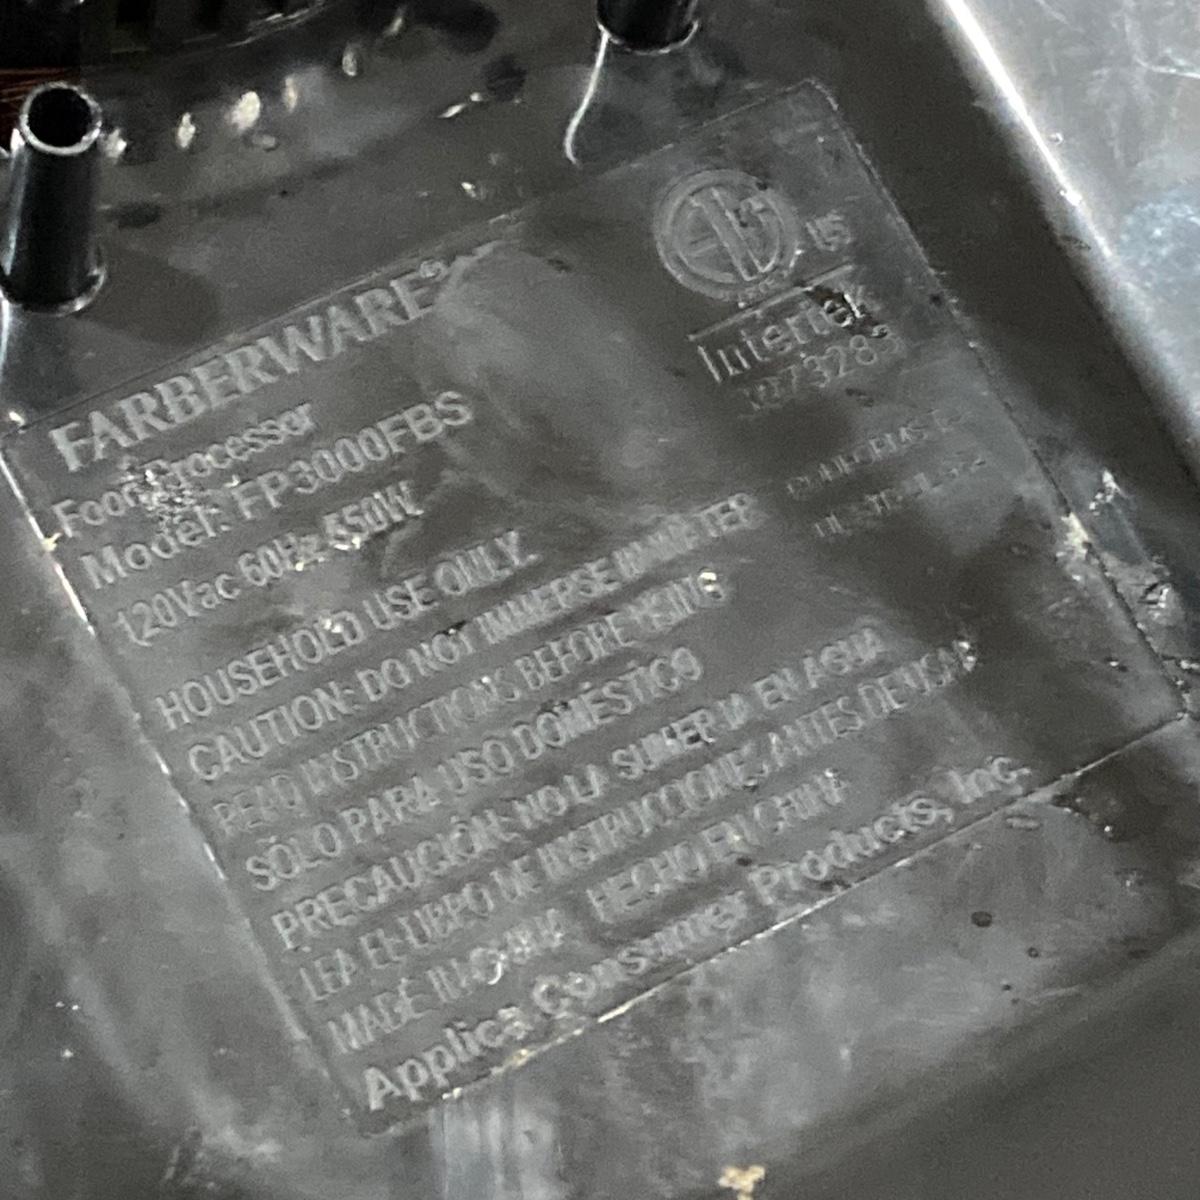 FARBERWARE®
Food Processor
Model: FP3000FBS
120Vac 60Hz 550W
HOUSEHOLD USE ONLY.
CAUTION: DO NOT IMMERSE IN WATER
READ INSTRUCTIONS BEFORE USING
SÓLO PARA USO DOMÉSTICO
PRECAUCIÓN: NO LA SUMERJA EN AGUA
LEA EL LIBRO DE INSTRUCCIONES ANTES DE USAR
MADE IN CHINA HECHO EN CHINA
Applica Consumer Products, Inc.
US
Intertek